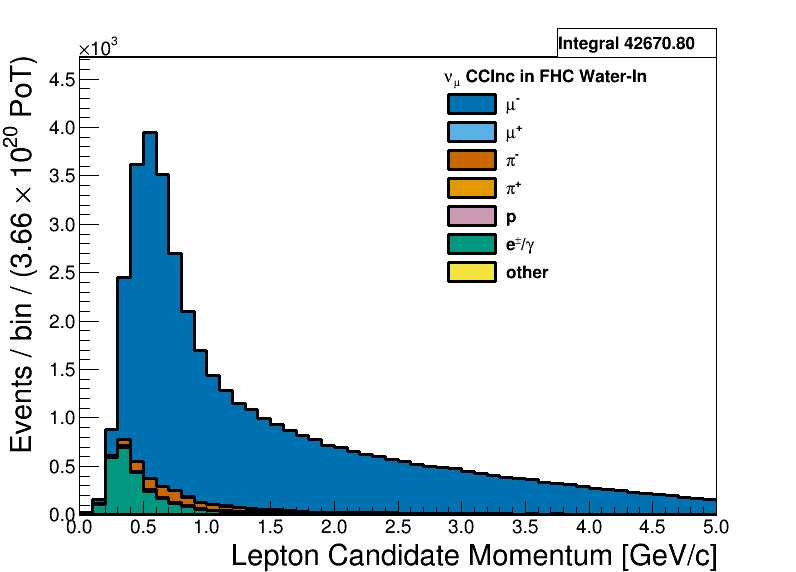 Integral 42670.80
×10³
Events / bin / (3.66 × 10²⁰ PoT)
4.5
4.0
3.5
3.0
2.5
2.0
1.5
1.0
0.5
0.0
ν_μ CCInc in FHC Water-In
μ⁻
μ⁺
π⁻
π⁺
p
e±/γ
other
0.0 0.5 1.0 1.5 2.0 2.5 3.0 3.5 4.0 4.5 5.0
Lepton Candidate Momentum [GeV/c]